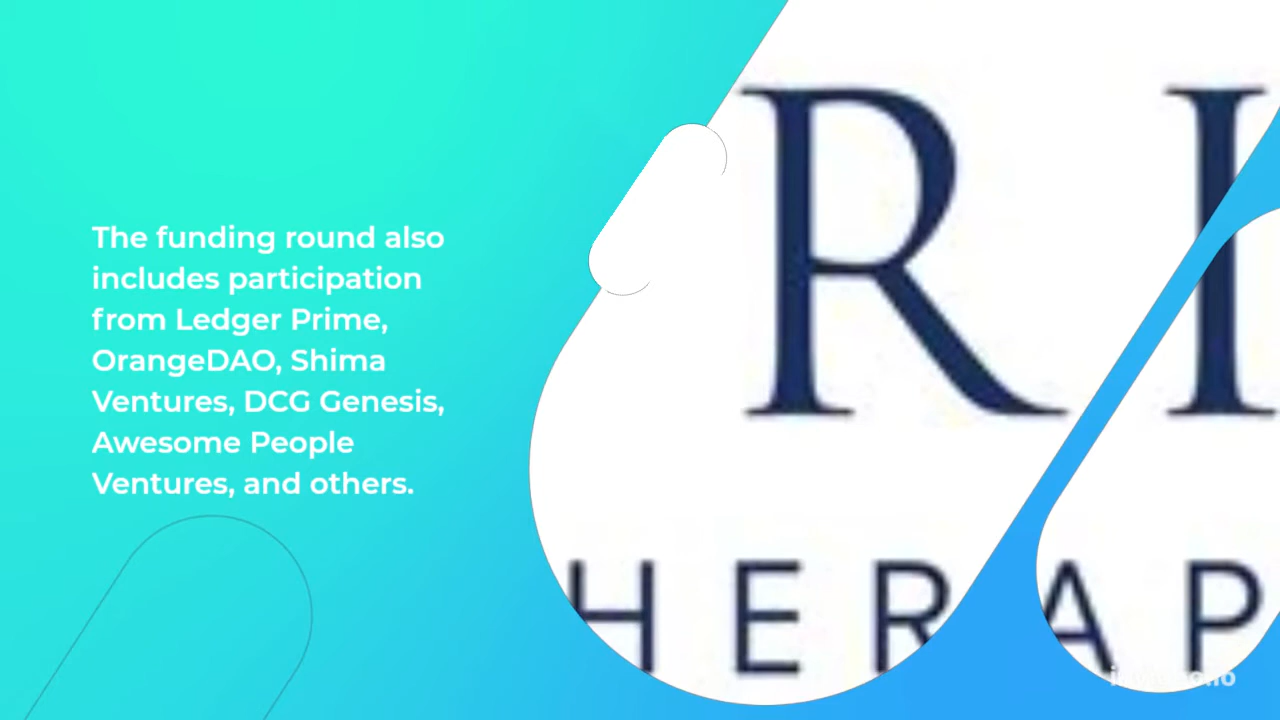 The funding round also
includes participation
from Ledger Prime,
OrangeDAO, Shima
Ventures, DCG Genesis,
Awesome People
Ventures, and others.
RI
HERAP